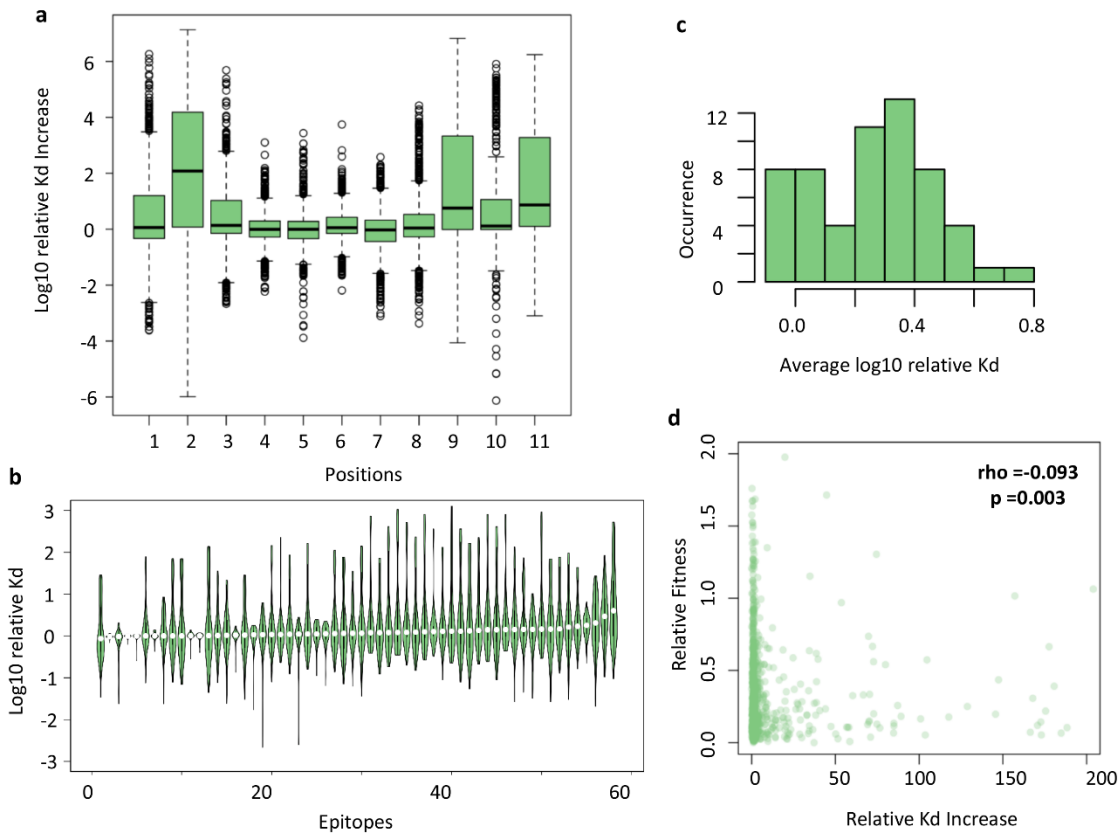 a
Log10 relative Kd Increase
6
4
2
0
-2
-4
-6
1 2 3 4 5 6 7 8 9 10 11
Positions
b
Log10 relative Kd
3
2
1
0
-1
-2
-3
0 20 40 60
Epitopes
c
Occurrence
12
8
4
0
0.0 0.4 0.8
Average log10 relative Kd
d
Relative Fitness
2.0
1.5
1.0
0.5
0.0
rho =-0.093
p =0.003
0 50 100 150 200
Relative Kd Increase